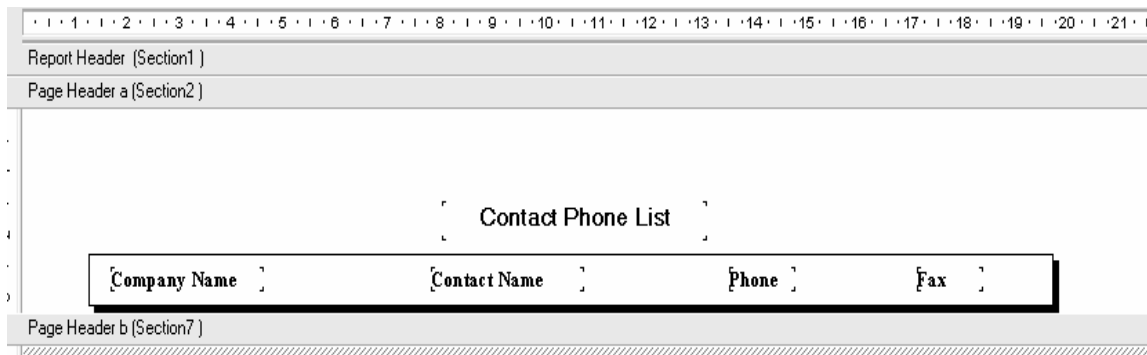 1 2 3 4 5 6 7 8 9 10 11 12 13 14 15 16 17 18 19 20 21
Report Header (Section1 )
Page Header a (Section2 )
Contact Phone List
Company Name Contact Name Phone Fax
Page Header b (Section7 )